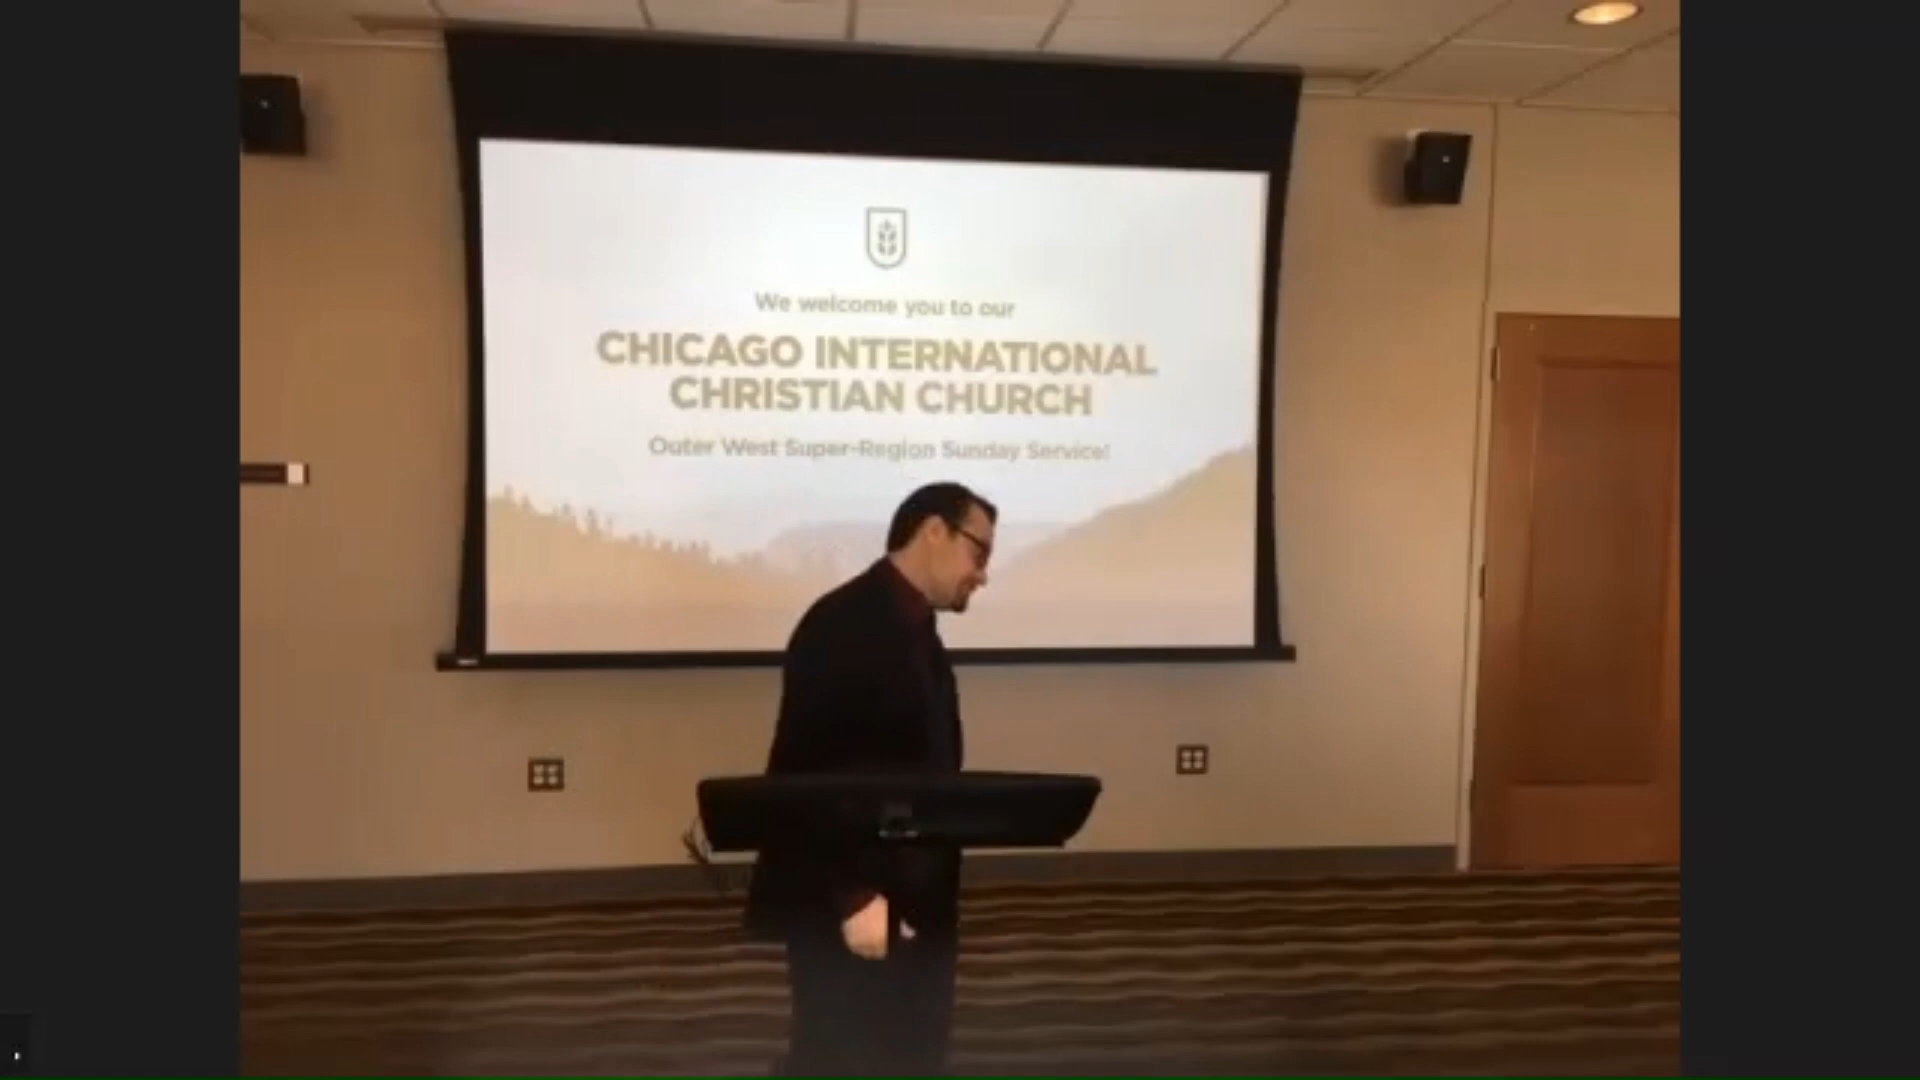 We welcome you to our
CHICAGO INTERNATIONAL
CHRISTIAN CHURCH
Outer West Super-Region Sunday Service!